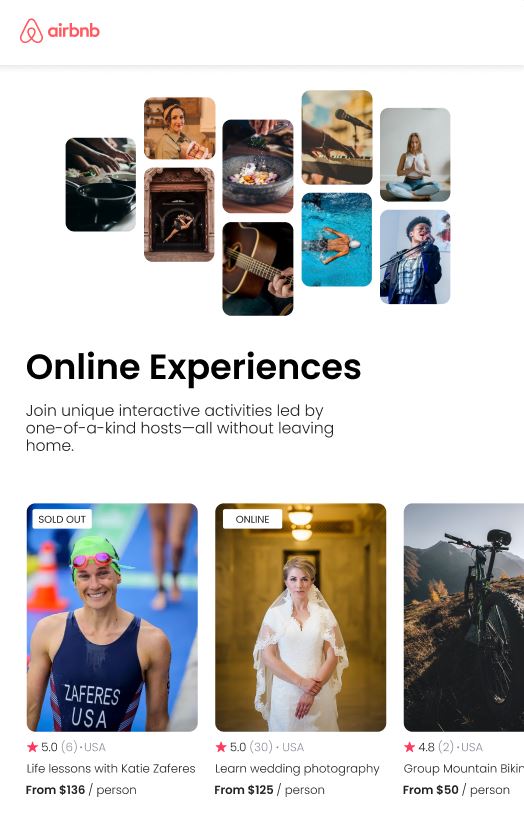 airbnb
Online Experiences
Join unique interactive activities led by
one-of-a-kind hosts—all without leaving
home.
SOLD OUT
ZAFERES
USA
5.0 (6) • USA
Life lessons with Katie Zaferes
From $136 / person
ONLINE
5.0 (30) • USA
Learn wedding photography
From $125 / person
4.8 (2) • USA
Group Mountain Bikin
From $50 / person